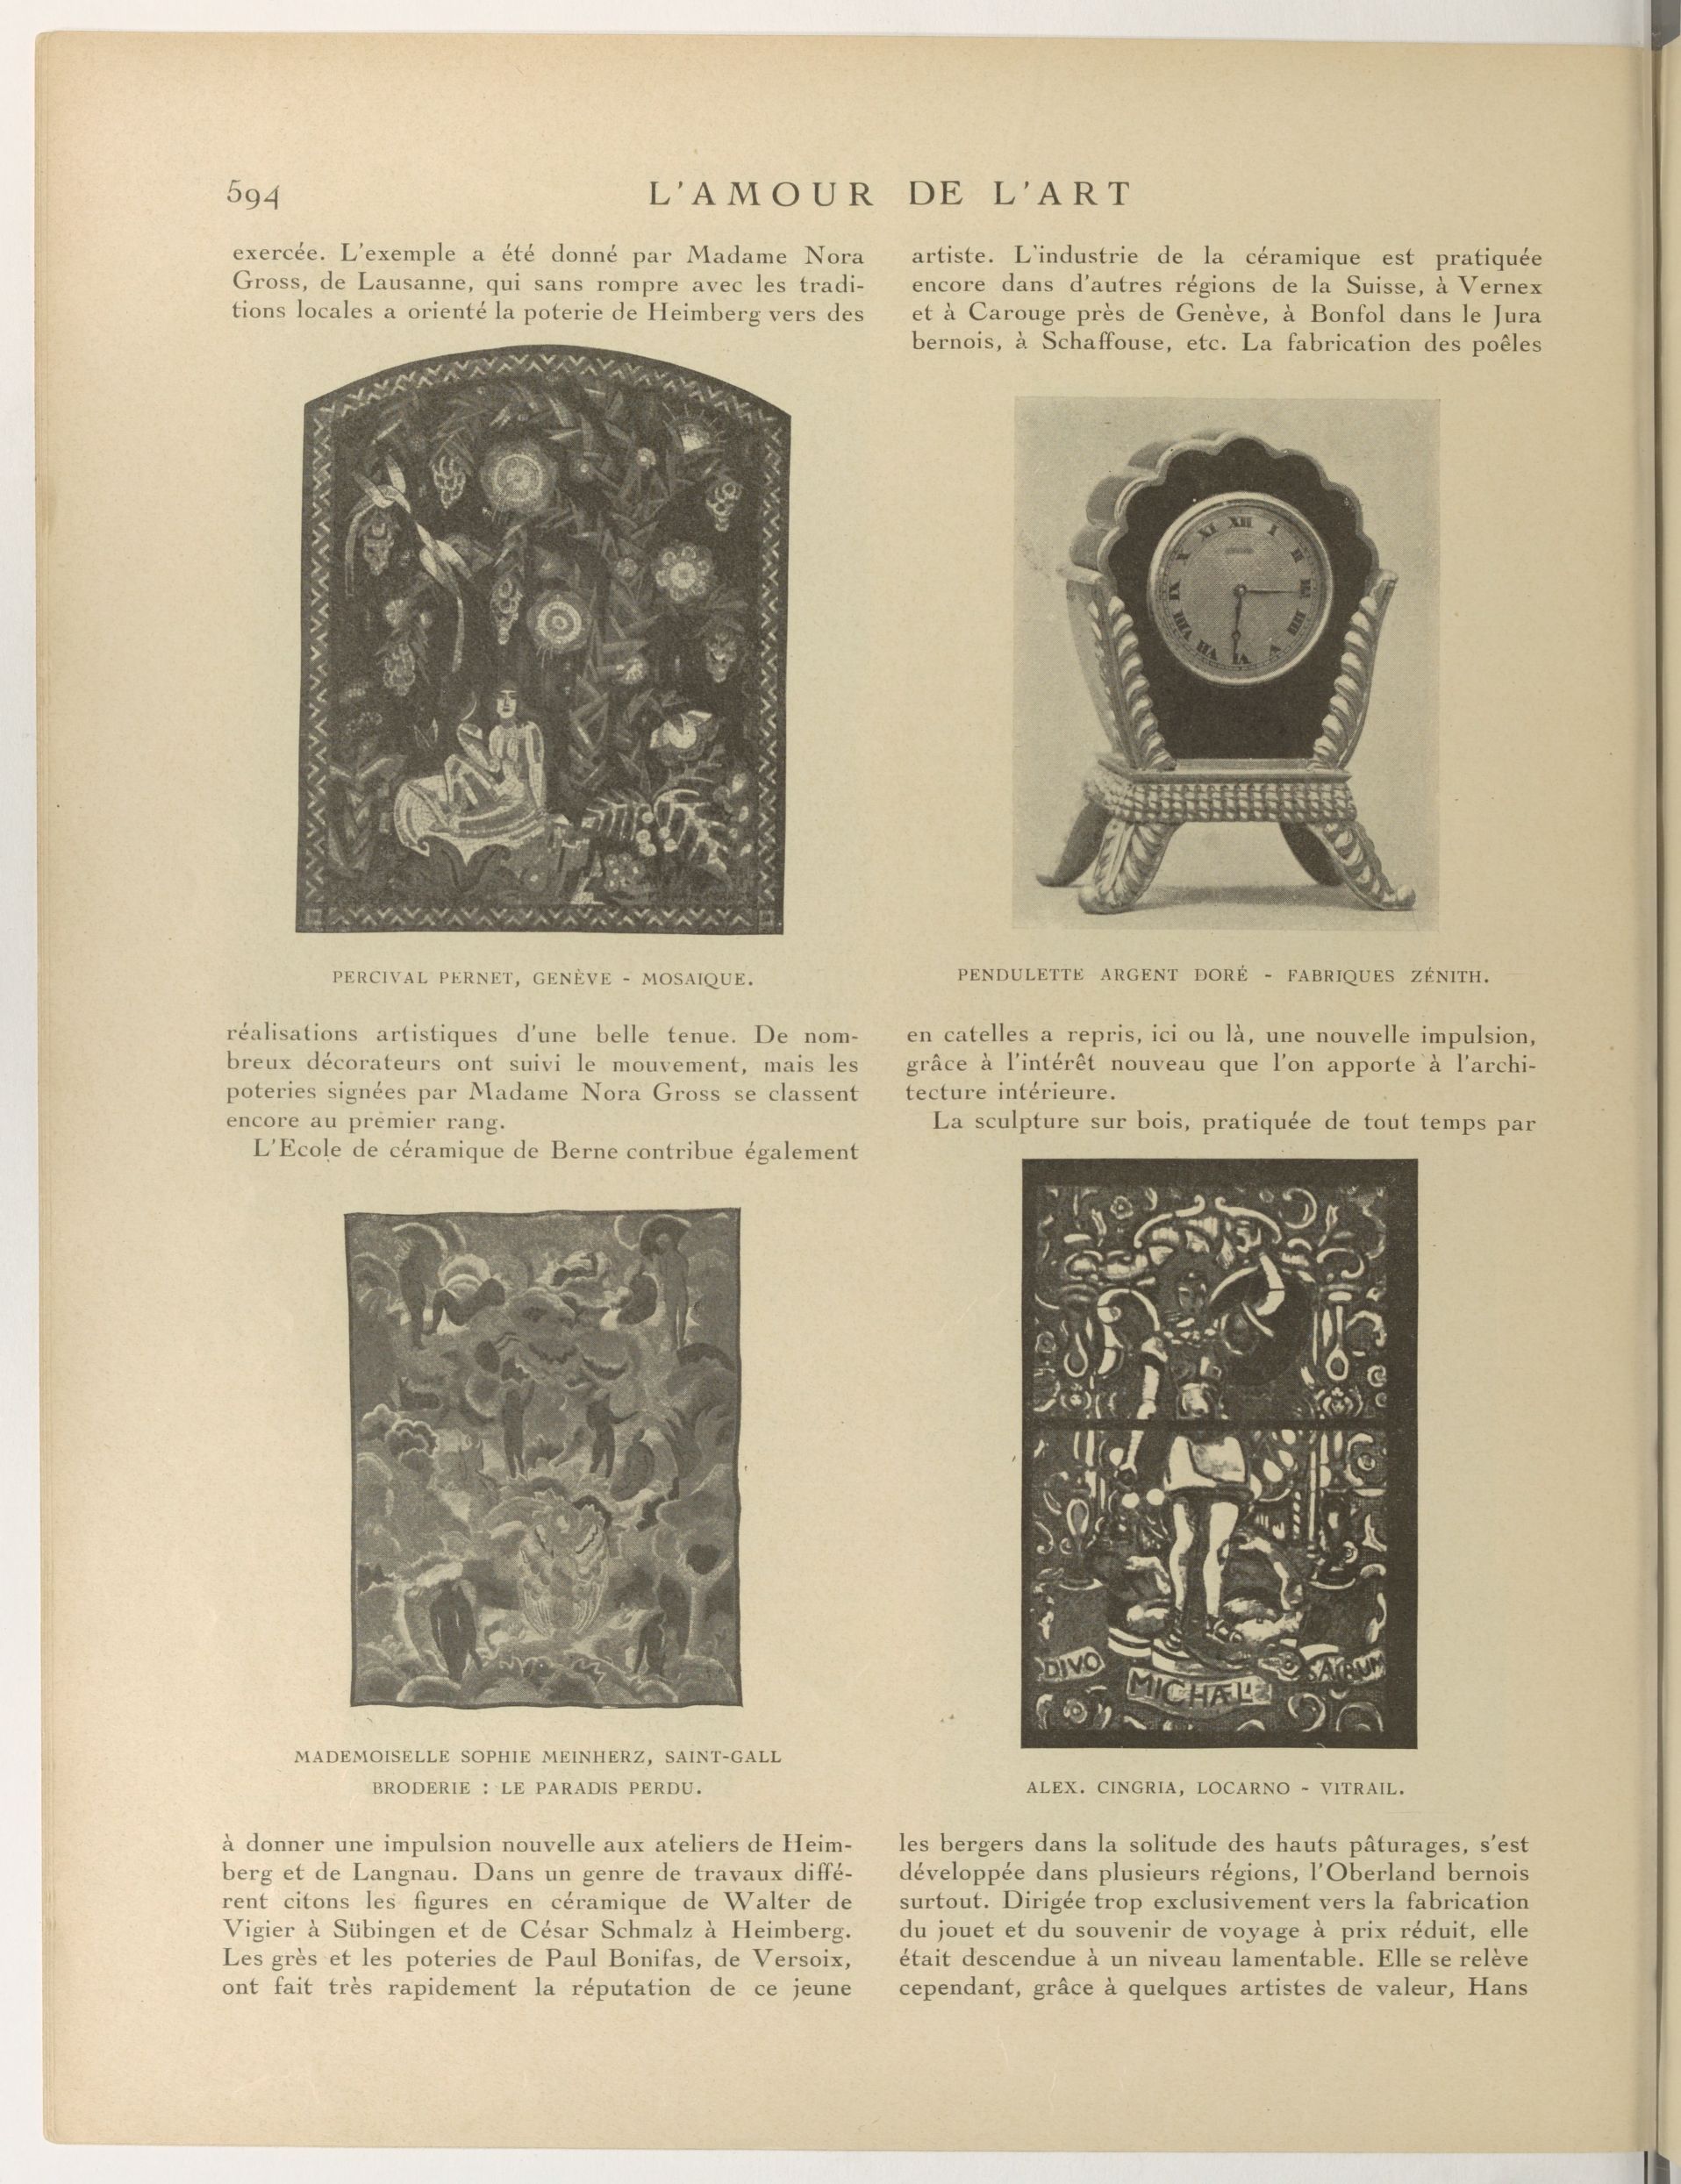 594
L'AMOUR DE L'ART
exercée. L'exemple a été donné par Madame Nora
Gross, de Lausanne, qui sans rompre avec les tradi-
tions locales a orienté la poterie de Heimberg vers des
PERCIVAL PERNET, GENÈVE - MOSAIQUE.
réalisations artistiques d'une belle tenue. De nom-
breux décorateurs ont suivi le mouvement, mais les
poteries signées par Madame Nora Gross se classent
encore au premier rang.
L'Ecole de céramique de Berne contribue également
MADEMOISELLE SOPHIE MEINHERZ, SAINT-GALL
BRODERIE : LE PARADIS PERDU.
à donner une impulsion nouvelle aux ateliers de Heim-
berg et de Langnau. Dans un genre de travaux diffé-
rent citons les figures en céramique de Walter de
Vigier à Sübingen et de César Schmalz à Heimberg.
Les grès et les poteries de Paul Bonifas, de Versoix,
ont fait très rapidement la réputation de ce jeune
artiste. L'industrie de la céramique est pratiquée
encore dans d'autres régions de la Suisse, à Vernex
et à Carouge près de Genève, à Bonfol dans le Jura
bernois, à Schaffouse, etc. La fabrication des poêles
XII I II III IIII V VI VII VIII IX X XI
PENDULETTE ARGENT DORÉ - FABRIQUES ZÉNITH.
en catelles a repris, ici ou là, une nouvelle impulsion,
grâce à l'intérêt nouveau que l'on apporte à l'archi-
tecture intérieure.
La sculpture sur bois, pratiquée de tout temps par
DIVO
MICHÆLI
SACRUM
ALEX. CINGRIA, LOCARNO - VITRAIL.
les bergers dans la solitude des hauts pâturages, s'est
développée dans plusieurs régions, l'Oberland bernois
surtout. Dirigée trop exclusivement vers la fabrication
du jouet et du souvenir de voyage à prix réduit, elle
était descendue à un niveau lamentable. Elle se relève
cependant, grâce à quelques artistes de valeur, Hans